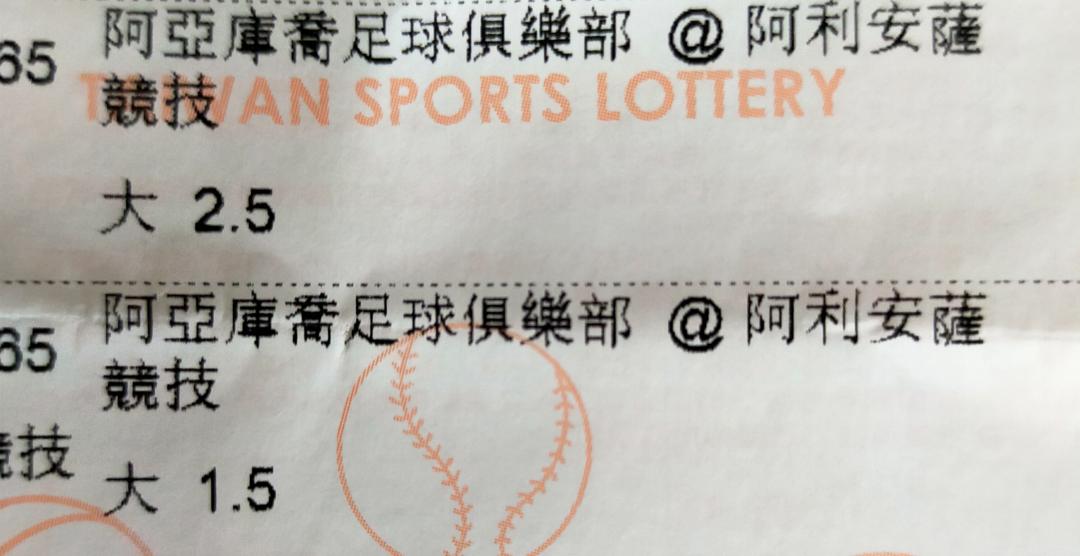 65 阿亞庫喬足球俱樂部 @ 阿利安薩
競技
TAIWAN SPORTS LOTTERY
大 2.5
65 阿亞庫喬足球俱樂部 @ 阿利安薩
競技
競技
大 1.5